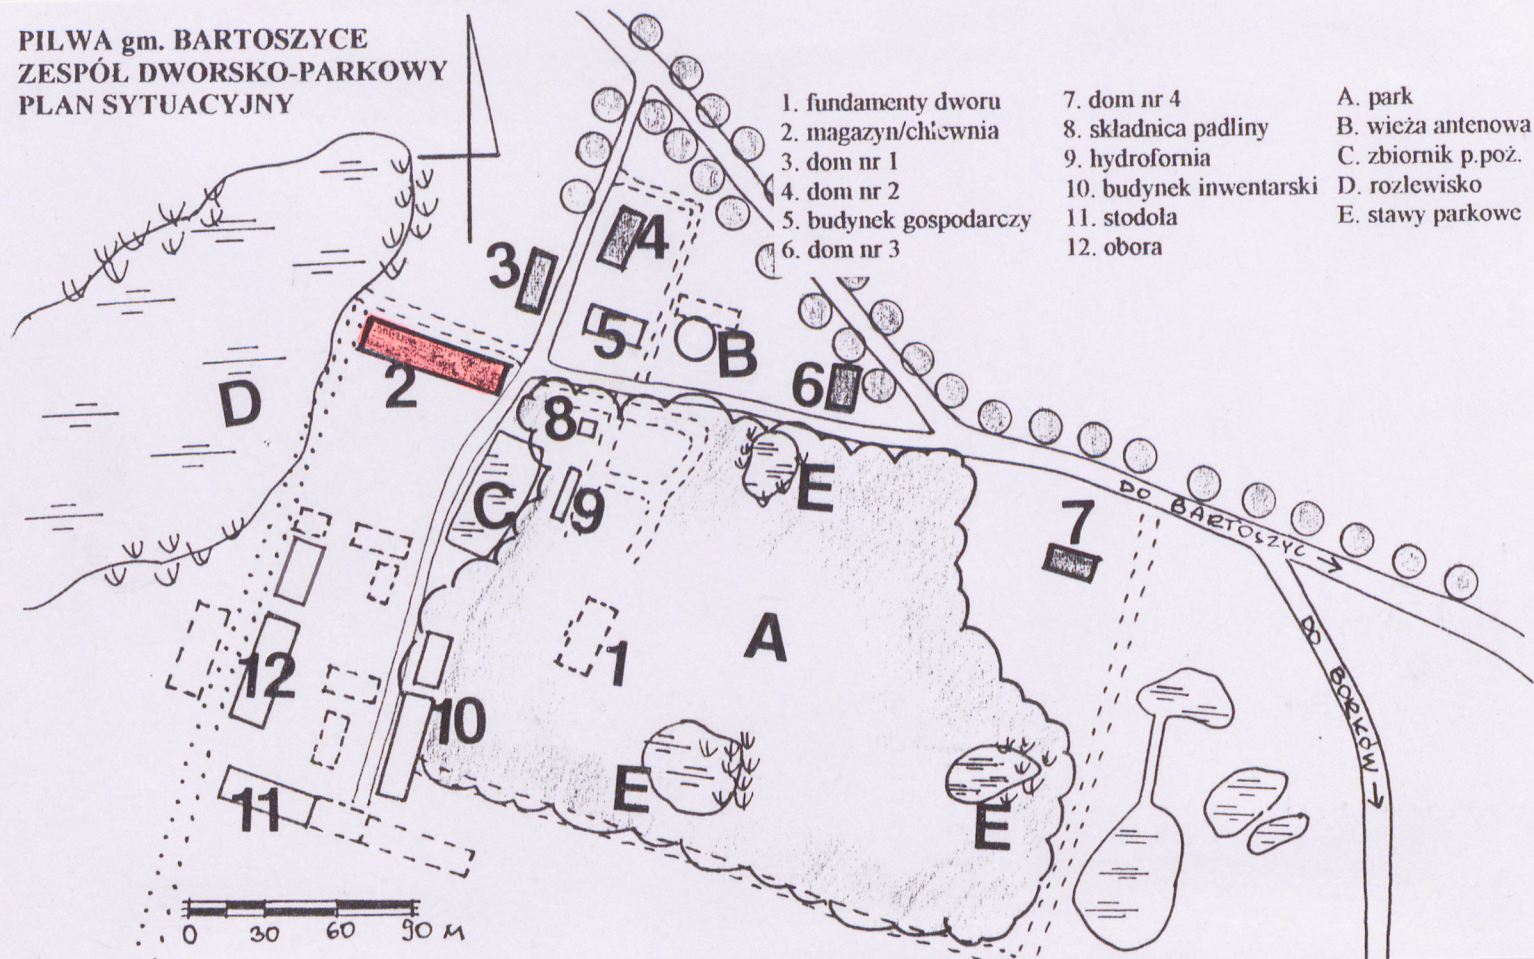 PILWA gm. BARTOSZYCE
ZESPÓŁ DWORSKO-PARKOWY
PLAN SYTUACYJNY
1. fundamenty dworu
2. magazyn/chlewnia
3. dom nr 1
4. dom nr 2
5. budynek gospodarczy
6. dom nr 3
7. dom nr 4
8. składnica padliny
9. hydrofornia
10. budynek inwentarski
11. stodoła
12. obora
A. park
B. wieża antenowa
C. zbiornik p.poż.
D. rozlewisko
E. stawy parkowe
4
3
5
B
6
2
D
8
C
9
E
7
DO BARTOSZYC
1
A
12
DO BORKÓW
10
E
E
11
0 30 60 90 M